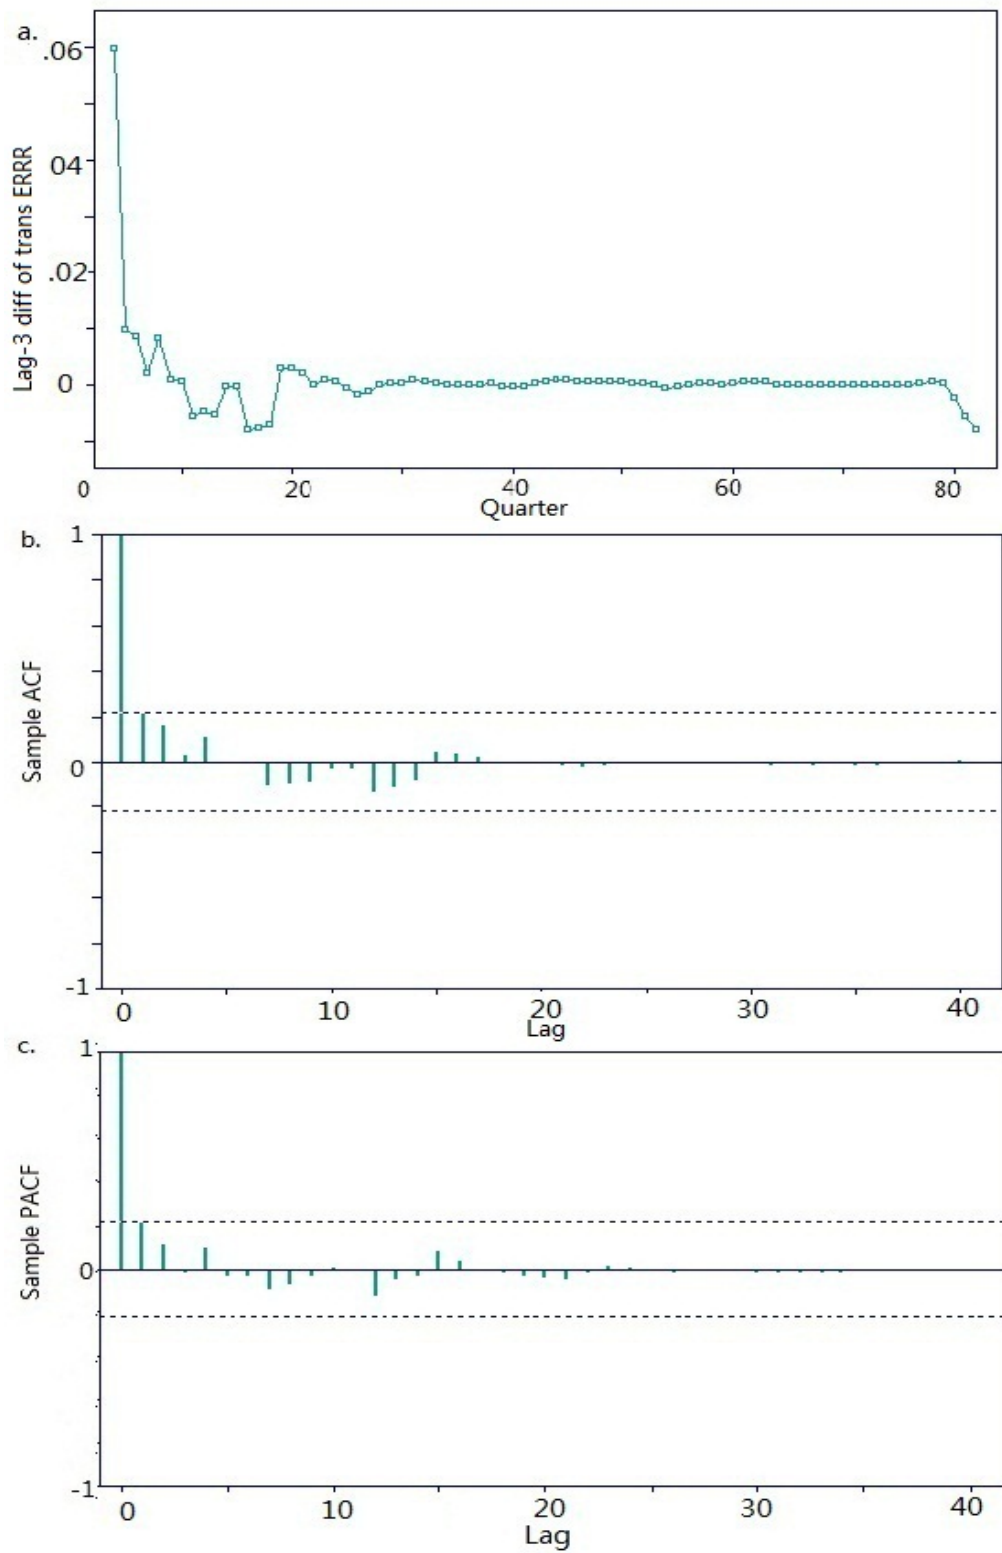 a.
.06
04
.02
0
Lag-3 diff of trans ERRR
0 20 40 60 80
Quarter
b.
1
0
-1
Sample ACF
0 10 20 30 40
Lag
c.
1
0
-1
Sample PACF
0 10 20 30 40
Lag